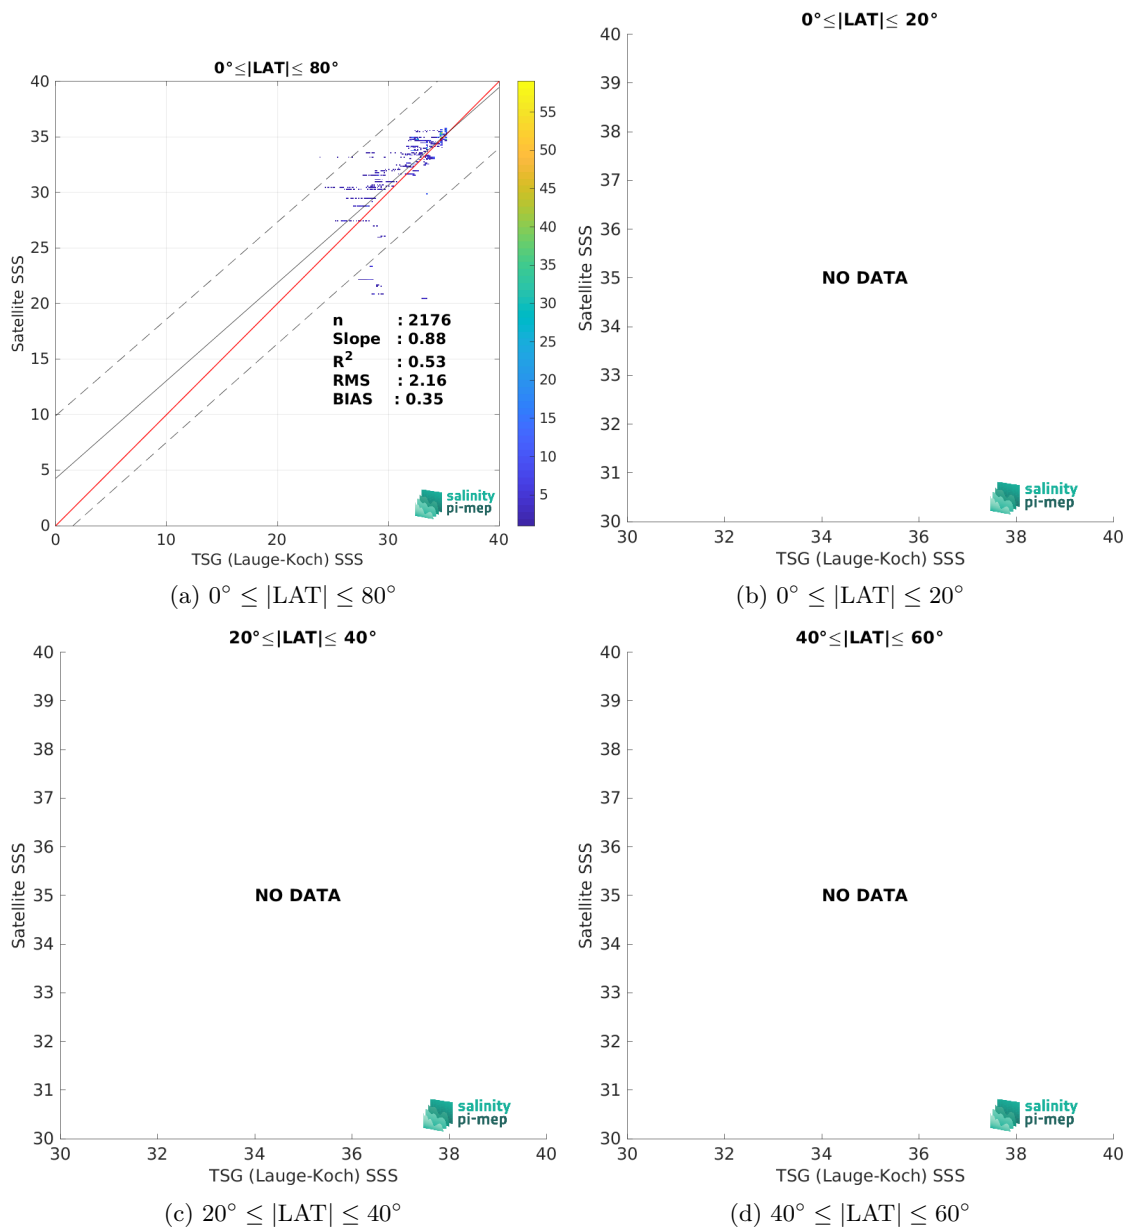 0°≤|LAT|≤ 80°
40
35
30
25
20
15
10
5
0
Satellite SSS
n : 2176
Slope : 0.88
R² : 0.53
RMS : 2.16
BIAS : 0.35
salinity
pi-mep
0 10 20 30 40
TSG (Lauge-Koch) SSS
55
50
45
40
35
30
25
20
15
10
5
(a) 0° ≤ |LAT| ≤ 80°
0°≤|LAT|≤ 20°
40
39
38
37
36
35
34
33
32
31
30
Satellite SSS
NO DATA
salinity
pi-mep
30 32 34 36 38 40
TSG (Lauge-Koch) SSS
(b) 0° ≤ |LAT| ≤ 20°
20°≤|LAT|≤ 40°
40
39
38
37
36
35
34
33
32
31
30
Satellite SSS
NO DATA
salinity
pi-mep
30 32 34 36 38 40
TSG (Lauge-Koch) SSS
(c) 20° ≤ |LAT| ≤ 40°
40°≤|LAT|≤ 60°
40
39
38
37
36
35
34
33
32
31
30
Satellite SSS
NO DATA
salinity
pi-mep
30 32 34 36 38 40
TSG (Lauge-Koch) SSS
(d) 40° ≤ |LAT| ≤ 60°